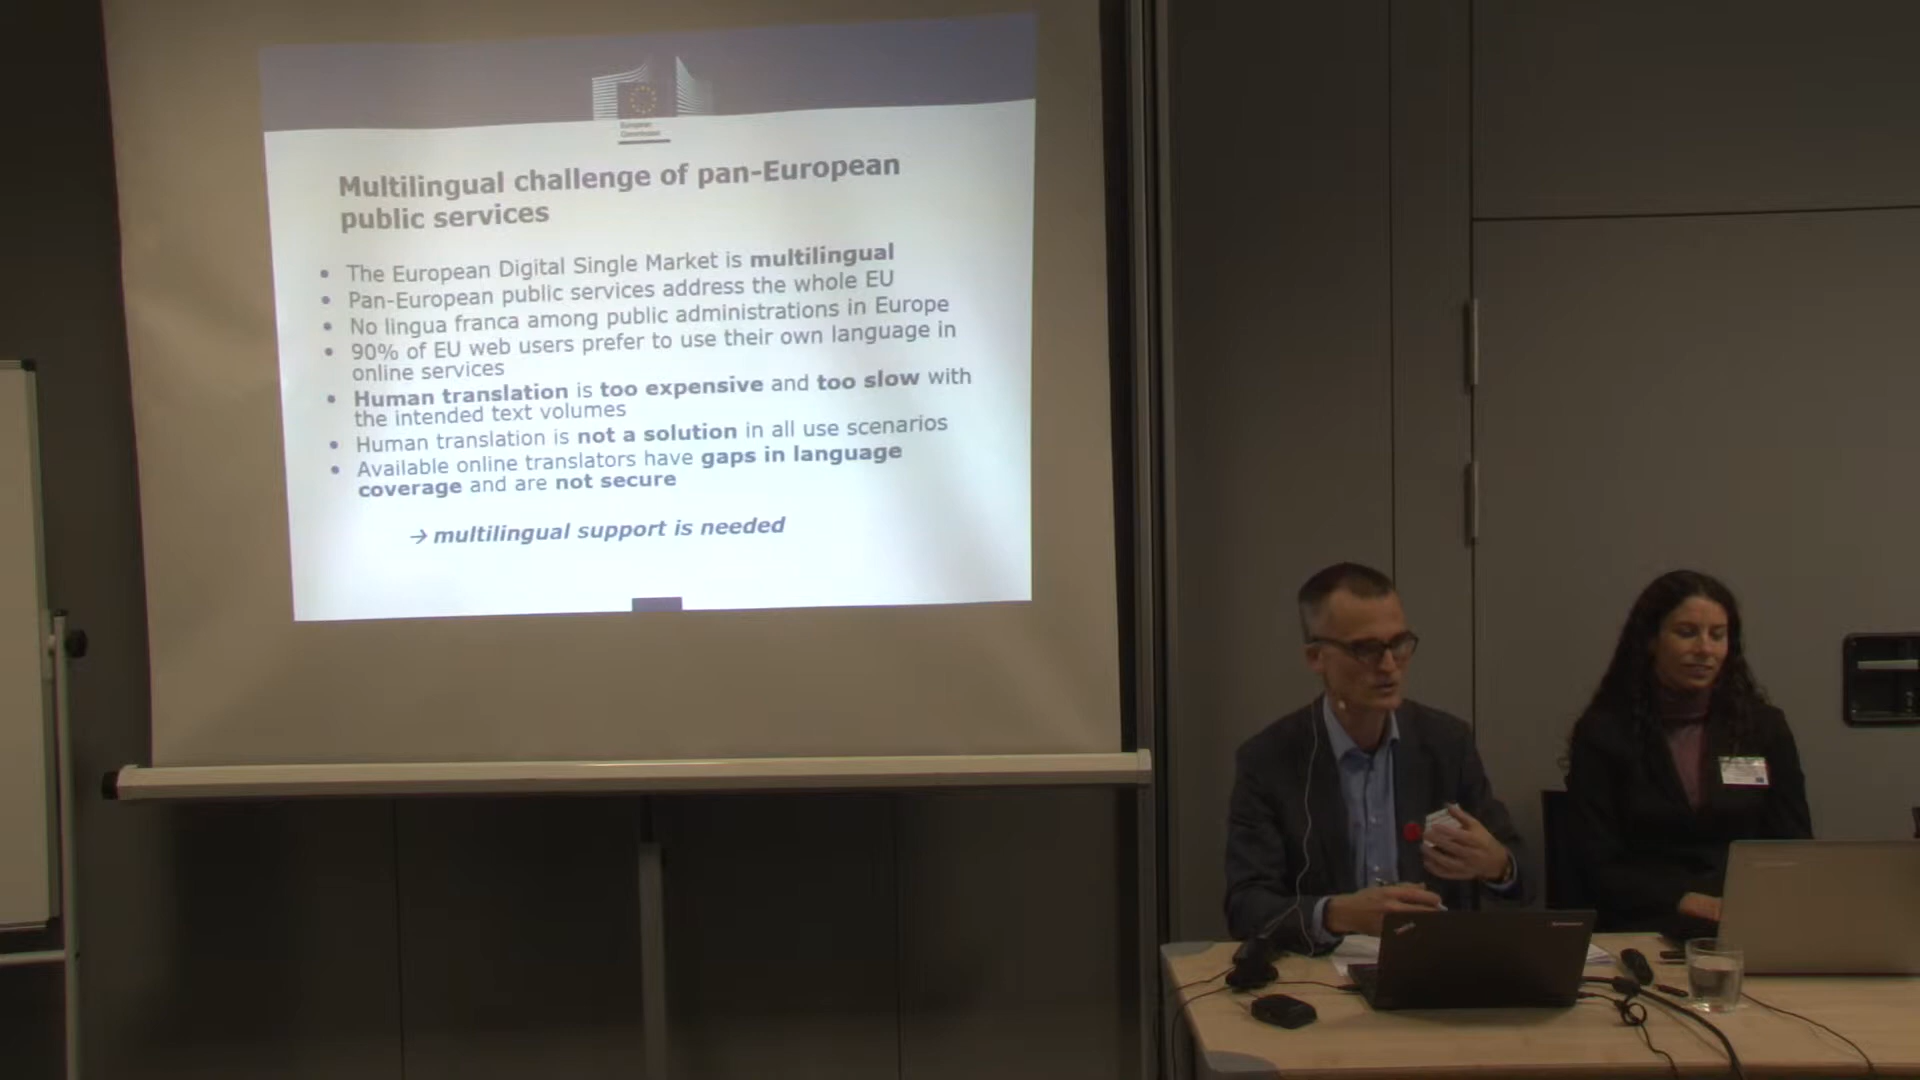 European
Commission
Multilingual challenge of pan-European
public services
• The European Digital Single Market is multilingual
• Pan-European public services address the whole EU
• No lingua franca among public administrations in Europe
• 90% of EU web users prefer to use their own language in
online services
• Human translation is too expensive and too slow with
the intended text volumes
• Human translation is not a solution in all use scenarios
• Available online translators have gaps in language
coverage and are not secure
→ multilingual support is needed